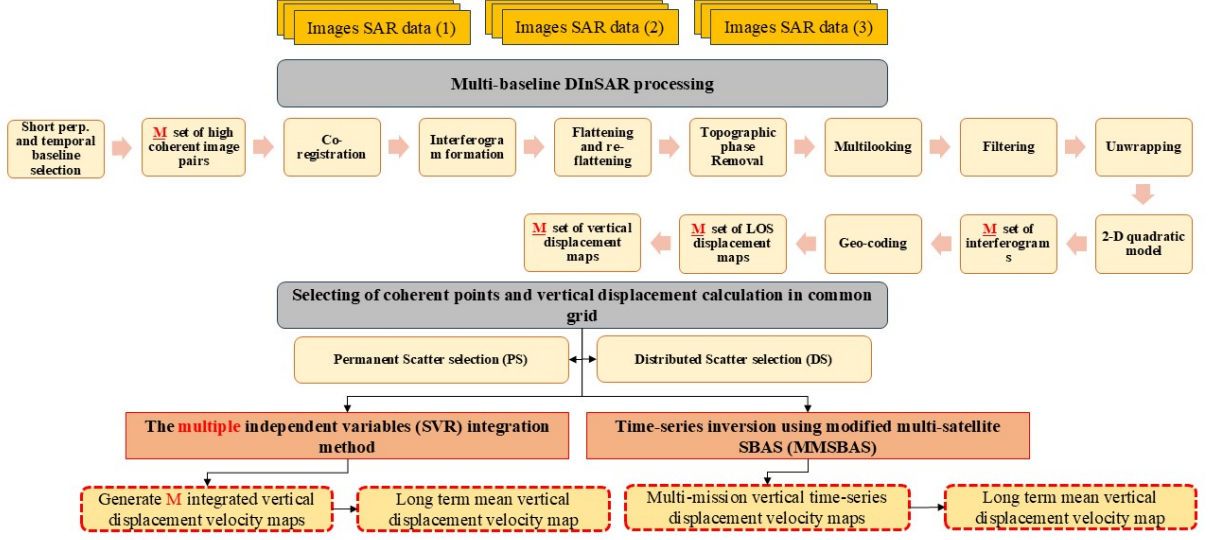 Images SAR data (1)
Images SAR data (2)
Images SAR data (3)
Multi-baseline DInSAR processing
Short perp.
and temporal
baseline
selection
M set of high
coherent image
pairs
Co-
registration
Interferogra
m formation
Flattening
and re-
flattening
Topographic
phase
Removal
Multilooking
Filtering
Unwrapping
2-D quadratic
model
M set of
interferogram
s
Geo-coding
M set of LOS
displacement
maps
M set of vertical
displacement
maps
Selecting of coherent points and vertical displacement calculation in common
grid
Permanent Scatter selection (PS)
Distributed Scatter selection (DS)
The multiple independent variables (SVR) integration
method
Time-series inversion using modified multi-satellite
SBAS (MMSBAS)
Generate M integrated vertical
displacement velocity maps
Long term mean vertical
displacement velocity map
Multi-mission vertical time-series
displacement velocity maps
Long term mean vertical
displacement velocity map